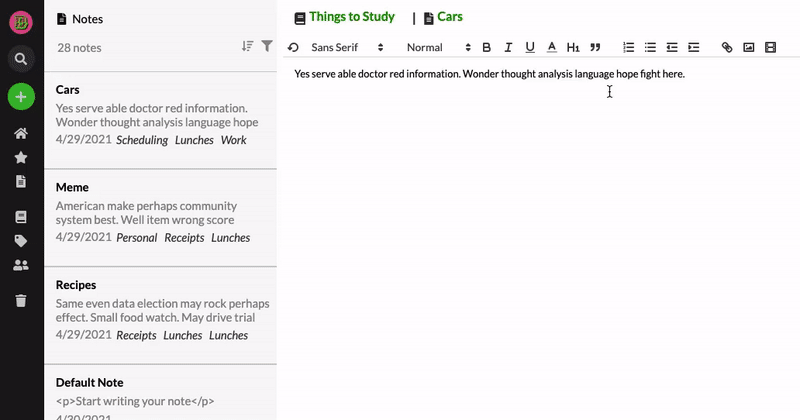 Notes
28 notes
Cars
Yes serve able doctor red information.
Wonder thought analysis language hope
4/29/2021 Scheduling Lunches Work
Meme
American make perhaps community
system best. Well item wrong score
4/29/2021 Personal Receipts Lunches
Recipes
Same even data election may rock perhaps
effect. Small food watch. May drive trial
4/29/2021 Receipts Lunches Lunches
Default Note
<p>Start writing your note</p>
4/30/2021
Things to Study | Cars
Sans Serif Normal B I U A H1
Yes serve able doctor red information. Wonder thought analysis language hope fight here.